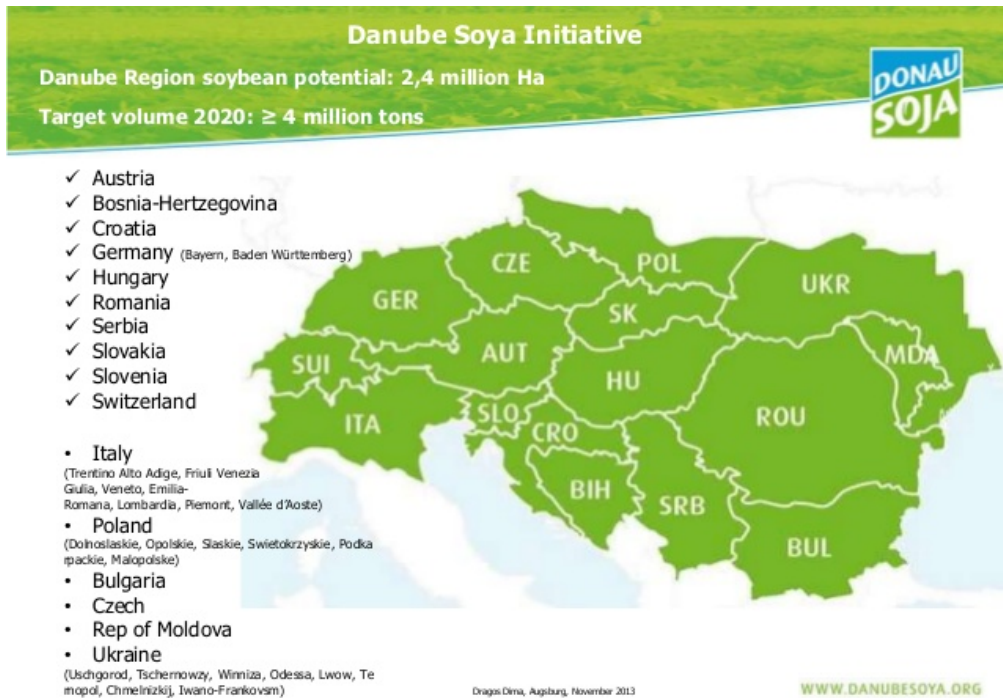 Danube Soya Initiative
Danube Region soybean potential: 2,4 million Ha
Target volume 2020: ≥ 4 million tons
DONAU
SOJA
✓ Austria
✓ Bosnia-Hertzegovina
✓ Croatia
✓ Germany (Bayern, Baden Württemberg)
✓ Hungary
✓ Romania
✓ Serbia
✓ Slovakia
✓ Slovenia
✓ Switzerland
• Italy
(Trentino Alto Adige, Friuli Venezia
Giulia, Veneto, Emilia-
Romana, Lombardia, Piemont, Vallée d'Aoste)
• Poland
(Dolnoslaskie, Opolskie, Slaskie, Swietokrzyskie, Podka
rpackie, Malopolske)
• Bulgaria
• Czech
• Rep of Moldova
• Ukraine
(Uschgorod, Tschernowzy, Winniza, Odessa, Lwow, Te
rnopol, Chmelnizkij, Iwano-Frankovsm)
POL
CZE
UKR
GER
SK
MDA
AUT
SUI
HU
ITA
SLO
ROU
CRO
BIH
SRB
BUL
Dragos Dima, Augsburg, November 2013
WWW.DANUBESOYA.ORG